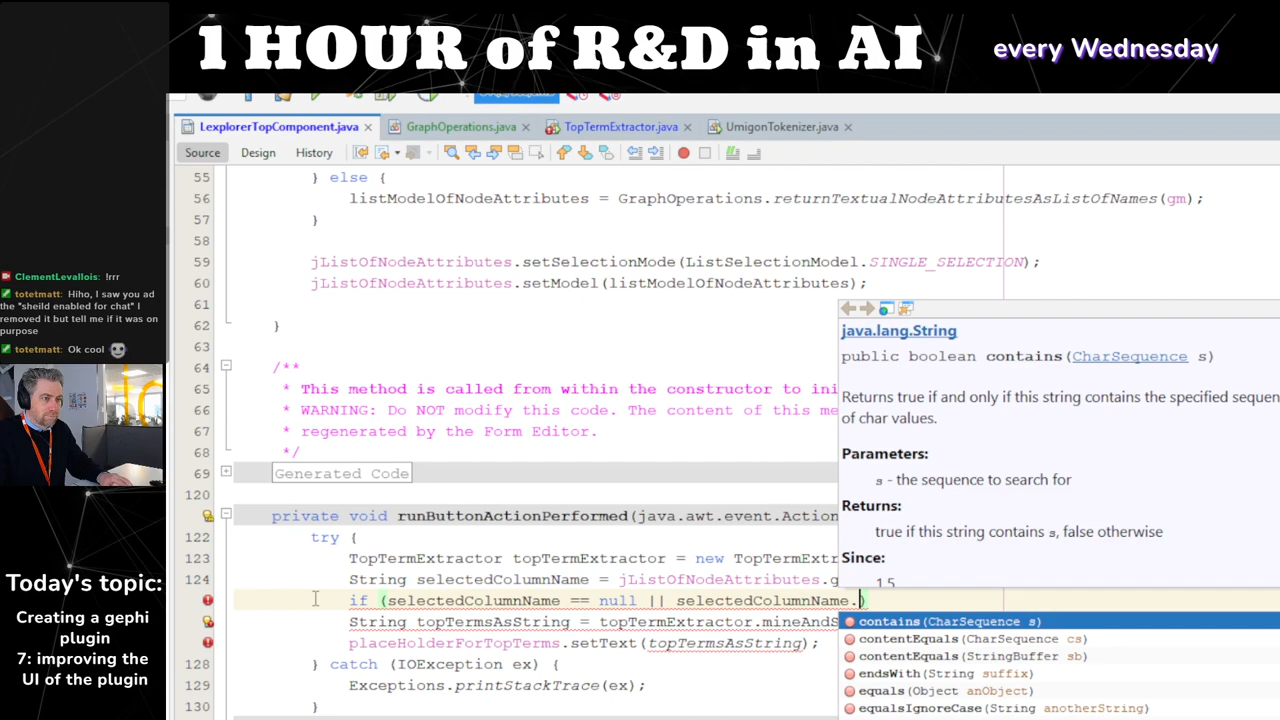 1 HOUR of R&D in AI
every Wednesday
LexplorerTopComponent.java
GraphOperations.java
TopTermExtractor.java
UmigonTokenizer.java
Source
Design
History
55 } else {
56 listModelOfNodeAttributes = GraphOperations.returnTextualNodeAttributesAsListOfNames(gm);
57 }
58
59 jListOfNodeAttributes.setSelectionMode(ListSelectionModel.SINGLE_SELECTION);
60 jListOfNodeAttributes.setModel(listModelOfNodeAttributes);
61
62 }
63
64 /**
65 * This method is called from within the constructor to ini
66 * WARNING: Do NOT modify this code. The content of this me
67 * regenerated by the Form Editor.
68 */
69 Generated Code
120
private void runButtonActionPerformed(java.awt.event.Action
122 try {
123 TopTermExtractor topTermExtractor = new TopTermExtr
124 String selectedColumnName = jListOfNodeAttributes.g
if (selectedColumnName == null || selectedColumnName.)
String topTermsAsString = topTermExtractor.mineAndS
placeHolderForTopTerms.setText(topTermsAsString);
128 } catch (IOException ex) {
129 Exceptions.printStackTrace(ex);
130 }
java.lang.String
public boolean contains(CharSequence s)
Returns true if and only if this string contains the specified sequen
of char values.
Parameters:
s - the sequence to search for
Returns:
true if this string contains s, false otherwise
Since:
1.5
contains(CharSequence s)
contentEquals(CharSequence cs)
contentEquals(StringBuffer sb)
endsWith(String suffix)
equals(Object anObject)
equalsIgnoreCase(String anotherString)
ClementLevallois: !rrr
totetmatt: Hiho, I saw you ad
the "sheild enabled for chat" I
removed it but tell me if it was on
purpose
totetmatt: Ok cool
Today's topic:
Creating a gephi
plugin
7: improving the
UI of the plugin